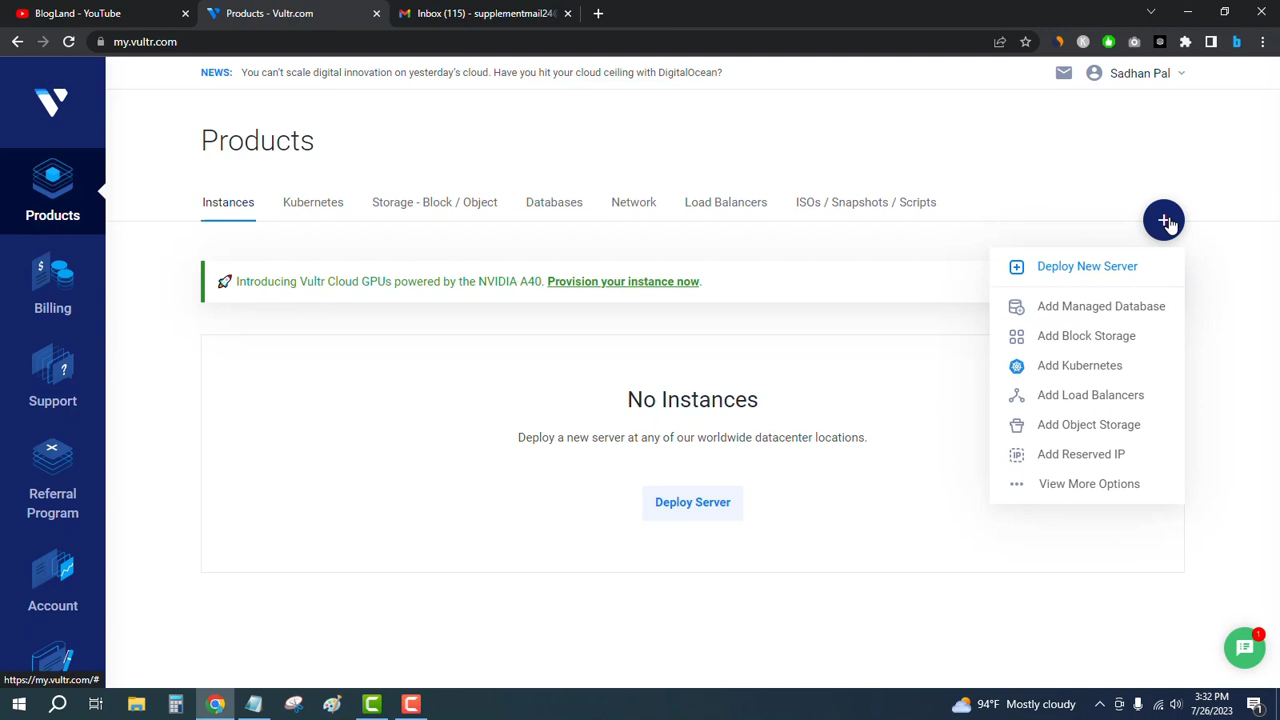 BlogLand - YouTube
Products - Vultr.com
Inbox (115) - supplementmail24
my.vultr.com
NEWS: You can't scale digital innovation on yesterday's cloud. Have you hit your cloud ceiling with DigitalOcean?
Sadhan Pal
Products
Instances
Kubernetes
Storage - Block / Object
Databases
Network
Load Balancers
ISOs / Snapshots / Scripts
+
Introducing Vultr Cloud GPUs powered by the NVIDIA A40. Provision your instance now.
Deploy New Server
Add Managed Database
Add Block Storage
Add Kubernetes
Add Load Balancers
Add Object Storage
IP Add Reserved IP
View More Options
No Instances
Deploy a new server at any of our worldwide datacenter locations.
Deploy Server
Products
$
Billing
?
Support
Referral
Program
Account
https://my.vultr.com/#
1
94°F Mostly cloudy
3:32 PM
7/26/2023
1